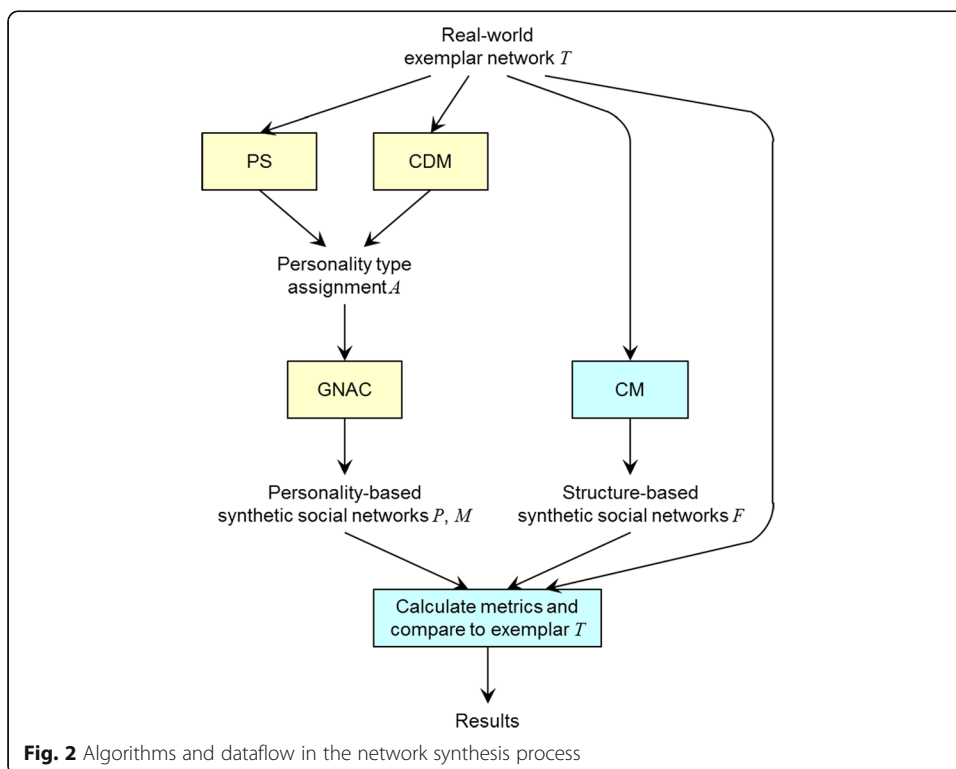 Real-world
exemplar network T
PS
CDM
Personality type
assignment A
GNAC
CM
Personality-based
synthetic social networks P, M
Structure-based
synthetic social networks F
Calculate metrics and
compare to exemplar T
Results
Fig. 2 Algorithms and dataflow in the network synthesis process